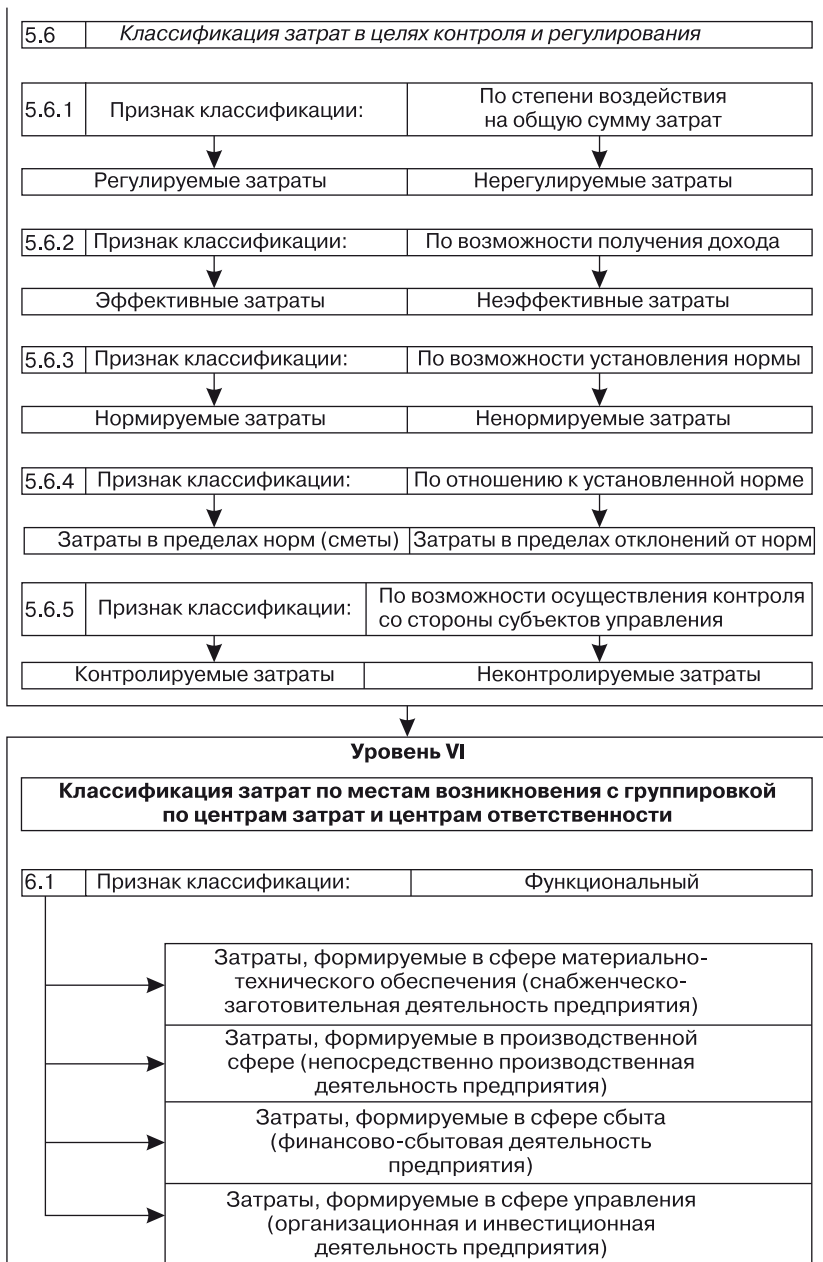 5.6 Классификация затрат в целях контроля и регулирования
5.6.1 Признак классификации: По степени воздействия
на общую сумму затрат
Регулируемые затраты Нерегулируемые затраты
5.6.2 Признак классификации: По возможности получения дохода
Эффективные затраты Неэффективные затраты
5.6.3 Признак классификации: По возможности установления нормы
Нормируемые затраты Ненормируемые затраты
5.6.4 Признак классификации: По отношению к установленной норме
Затраты в пределах норм (сметы) Затраты в пределах отклонений от норм
5.6.5 Признак классификации: По возможности осуществления контроля
со стороны субъектов управления
Контролируемые затраты Неконтролируемые затраты
Уровень VI
Классификация затрат по местам возникновения с группировкой
по центрам затрат и центрам ответственности
6.1 Признак классификации: Функциональный
Затраты, формируемые в сфере материально-
технического обеспечения (снабженческо-
заготовительная деятельность предприятия)
Затраты, формируемые в производственной
сфере (непосредственно производственная
деятельность предприятия)
Затраты, формируемые в сфере сбыта
(финансово-сбытовая деятельность
предприятия)
Затраты, формируемые в сфере управления
(организационная и инвестиционная
деятельность предприятия)